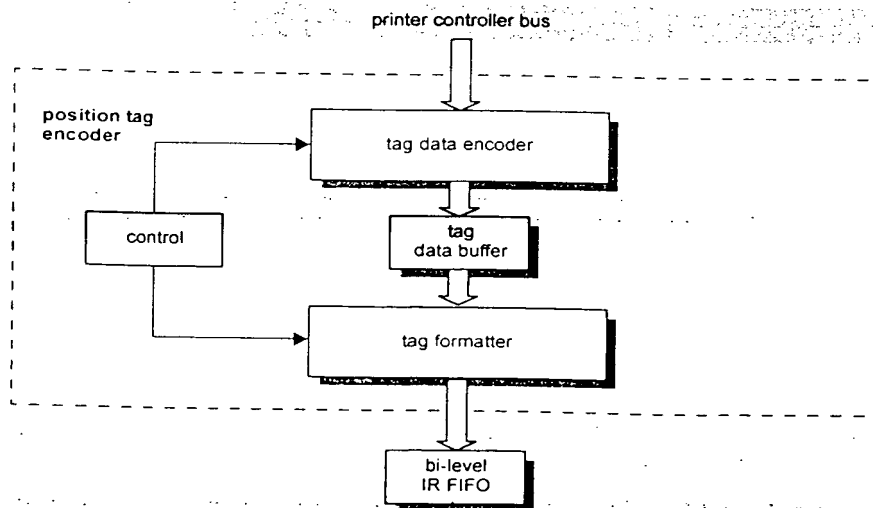 printer controller bus
position tag
encoder
tag data encoder
control
tag
data buffer
tag formatter
bi-level
IR FIFO